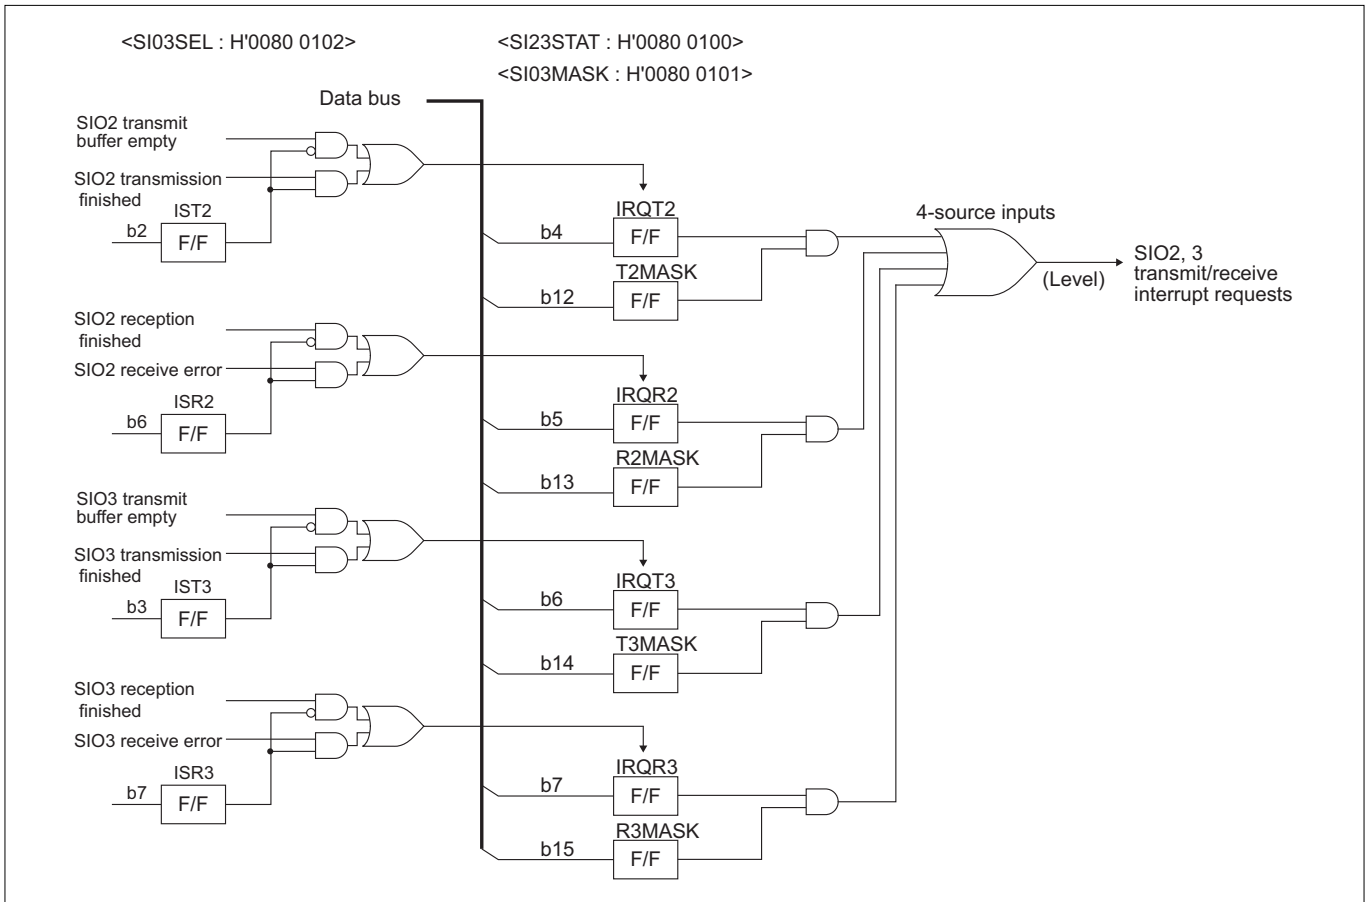 <SI03SEL : H'0080 0102>
<SI23STAT : H'0080 0100>
<SI03MASK : H'0080 0101>
Data bus
SIO2 transmit
buffer empty
SIO2 transmission
finished
IST2
b2
F/F
IRQT2
b4
F/F
T2MASK
b12
F/F
4-source inputs
(Level)
SIO2, 3
transmit/receive
interrupt requests
SIO2 reception
finished
SIO2 receive error
ISR2
b6
F/F
IRQR2
b5
F/F
R2MASK
b13
F/F
SIO3 transmit
buffer empty
SIO3 transmission
finished
IST3
b3
F/F
IRQT3
b6
F/F
T3MASK
b14
F/F
SIO3 reception
finished
SIO3 receive error
ISR3
b7
F/F
IRQR3
b7
F/F
R3MASK
b15
F/F